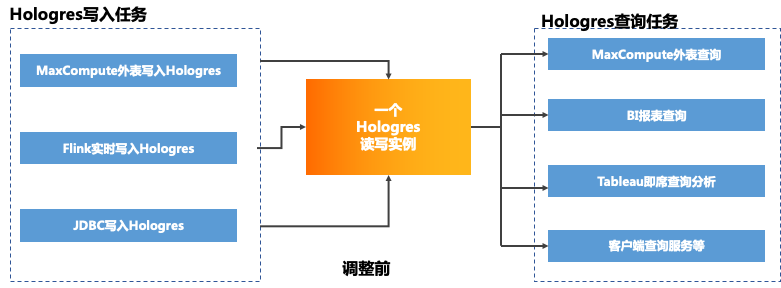 Hologres写入任务
MaxCompute外表写入Hologres
Flink实时写入Hologres
JDBC写入Hologres
一个
Hologres
读写实例
调整前
Hologres查询任务
MaxCompute外表查询
BI报表查询
Tableau即席查询分析
客户端查询服务等